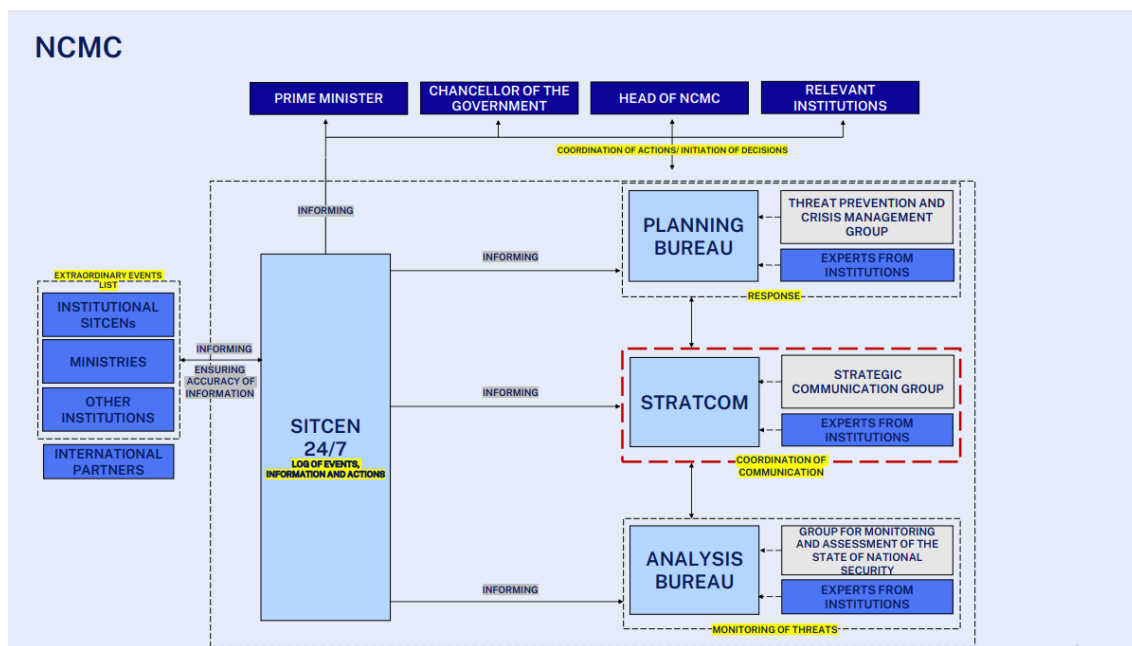 NCMC
PRIME MINISTER
CHANCELLOR OF THE
GOVERNMENT
HEAD OF NCMC
RELEVANT
INSTITUTIONS
COORDINATION OF ACTIONS/ INITIATION OF DECISIONS
INFORMING
EXTRAORDINARY EVENTS
LIST
INSTITUTIONAL
SITCENs
MINISTRIES
OTHER
INSTITUTIONS
INTERNATIONAL
PARTNERS
INFORMING
ENSURING
ACCURACY OF
INFORMATION
SITCEN
24/7
LOG OF EVENTS,
INFORMATION AND ACTIONS
INFORMING
PLANNING
BUREAU
THREAT PREVENTION AND
CRISIS MANAGEMENT
GROUP
EXPERTS FROM
INSTITUTIONS
RESPONSE
INFORMING
STRATCOM
STRATEGIC
COMMUNICATION GROUP
EXPERTS FROM
INSTITUTIONS
COORDINATION OF
COMMUNICATION
INFORMING
ANALYSIS
BUREAU
GROUP FOR MONITORING
AND ASSESSMENT OF THE
STATE OF NATIONAL
SECURITY
EXPERTS FROM
INSTITUTIONS
MONITORING OF THREATS